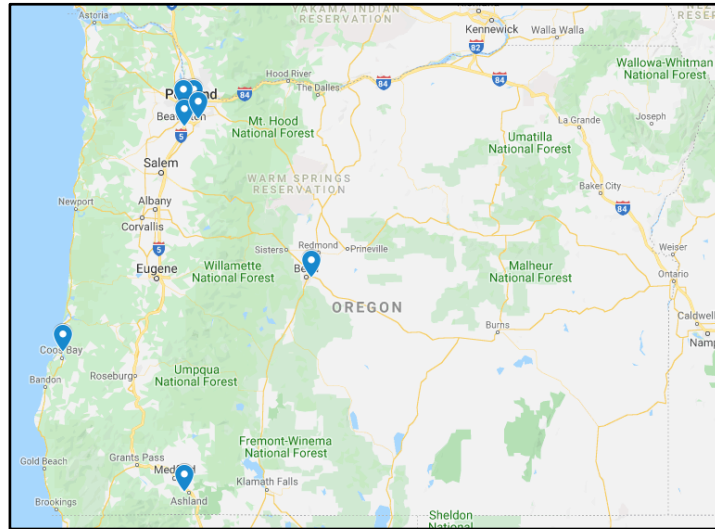 Astoria
YAKAMA INDIAN
RESERVATION
Kennewick
Walla Walla
82
Wallowa-Whitman
National Forest
Hood River
The Dalles
84
84
84
Mt. Hood
National Forest
5
La Grande
Joseph
Umatilla
National Forest
Salem
WARM SPRINGS
RESERVATION
Baker City
84
Newport
Albany
Corvallis
5
Sisters
Redmond
Prineville
Weiser
Eugene
Willamette
National Forest
Malheur
National Forest
Ontario
OREGON
Burns
Caldwell
Coos Bay
Bandon
Roseburg
Umpqua
National Forest
Fremont-Winema
National Forest
Gold Beach
Grants Pass
Klamath Falls
Ashland
Brookings
Sheldon